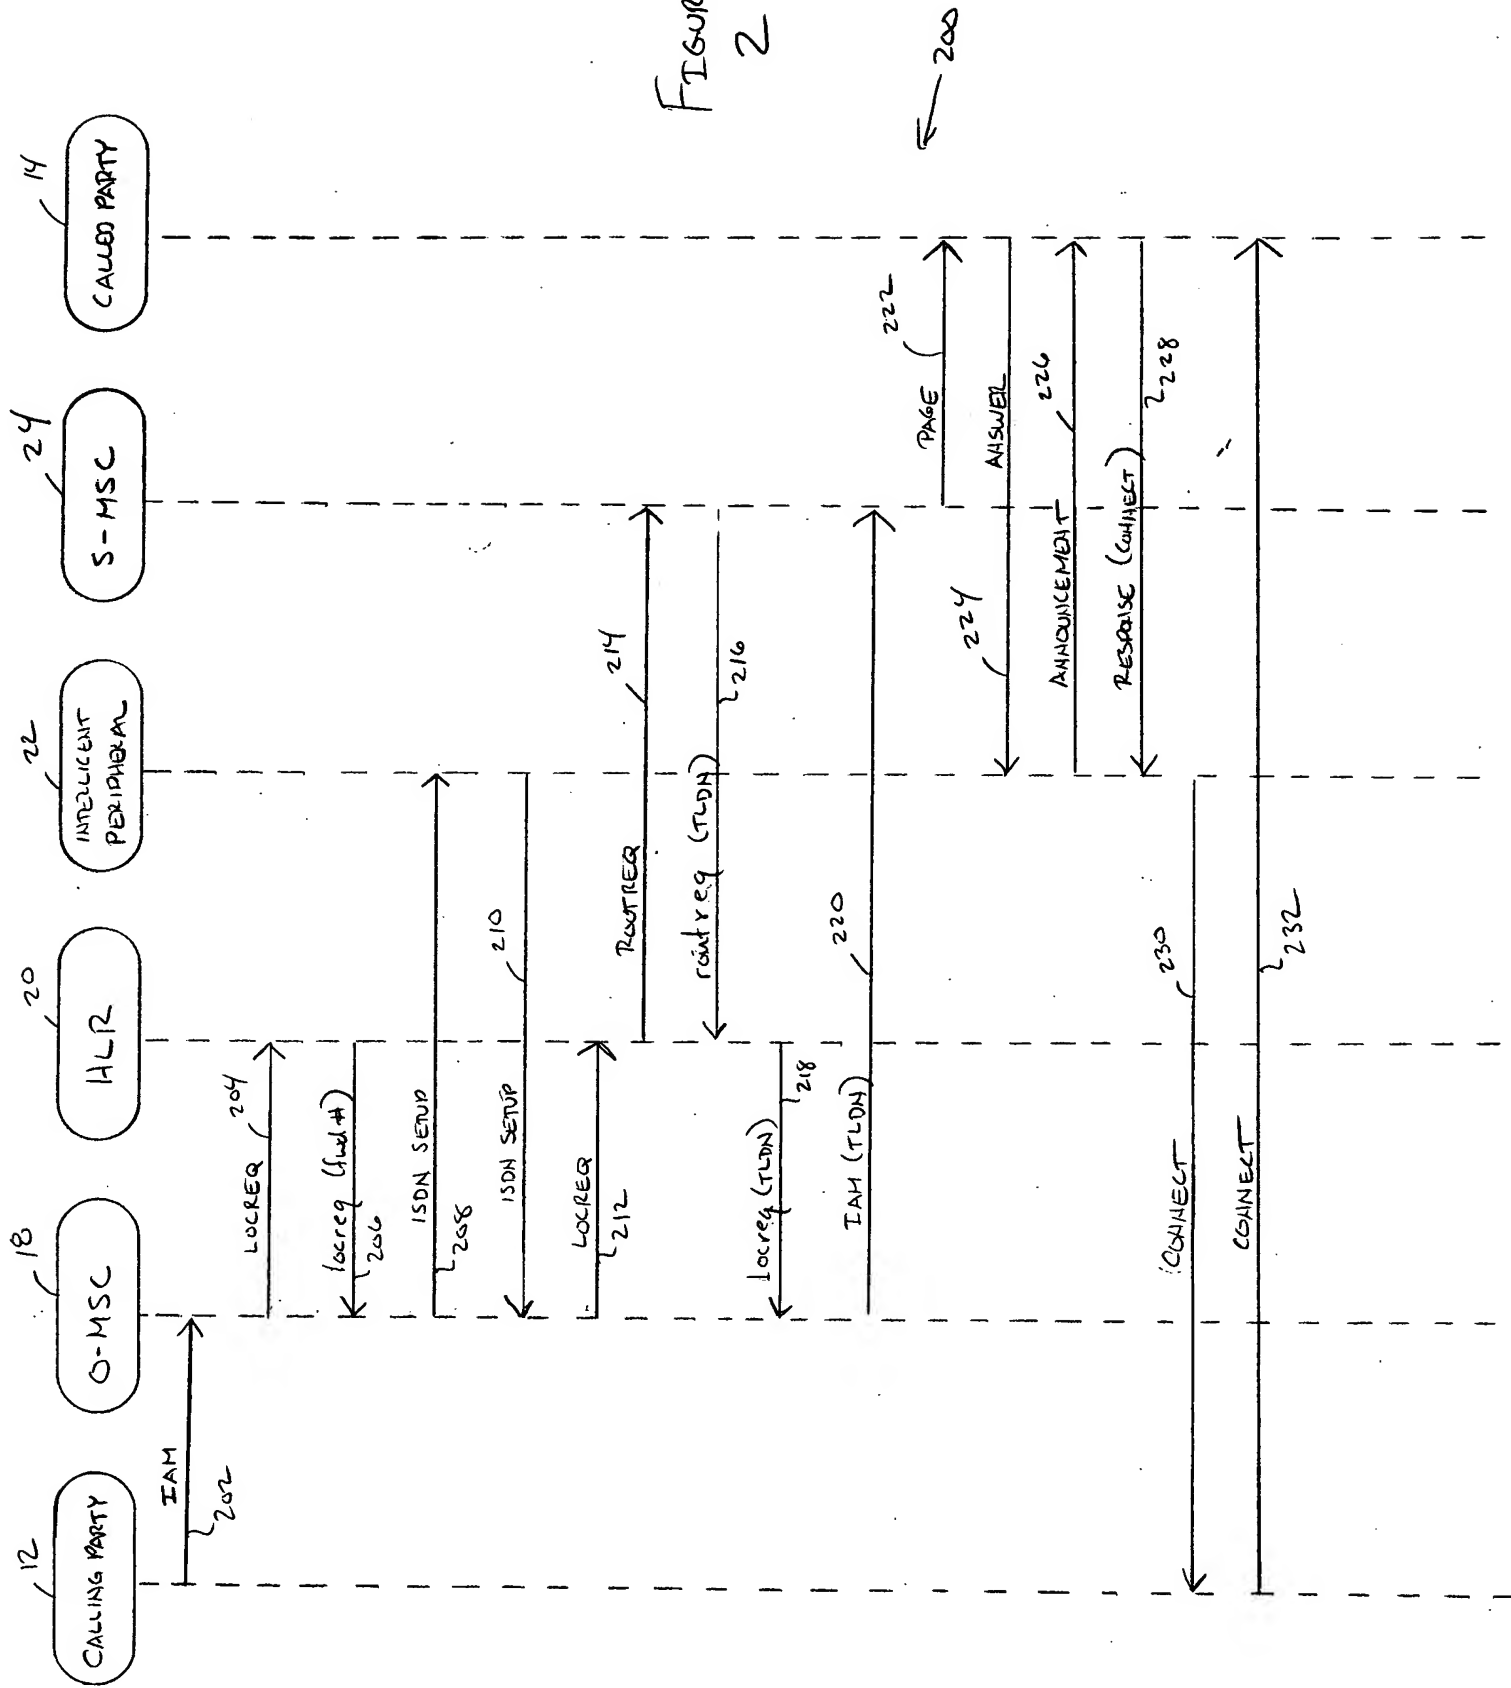 12
CALLING PARTY
18
O-MSC
20
HLR
22
INTELLIGENT
PERIPHERAL
24
S-MSC
14
CALLED PARTY
IAM
202
LOCREQ
204
locreq (fwd#)
206
ISDN SETUP
208
ISDN SETUP
210
LOCREQ
212
ROUTREQ
214
routreq (TLDN)
216
locreq (TLDN)
218
IAM (TLDN)
220
PAGE
222
ANSWER
224
ANNOUNCEMENT
226
RESPONSE (CONNECT)
228
CONNECT
230
CONNECT
232
FIGUR
2
200